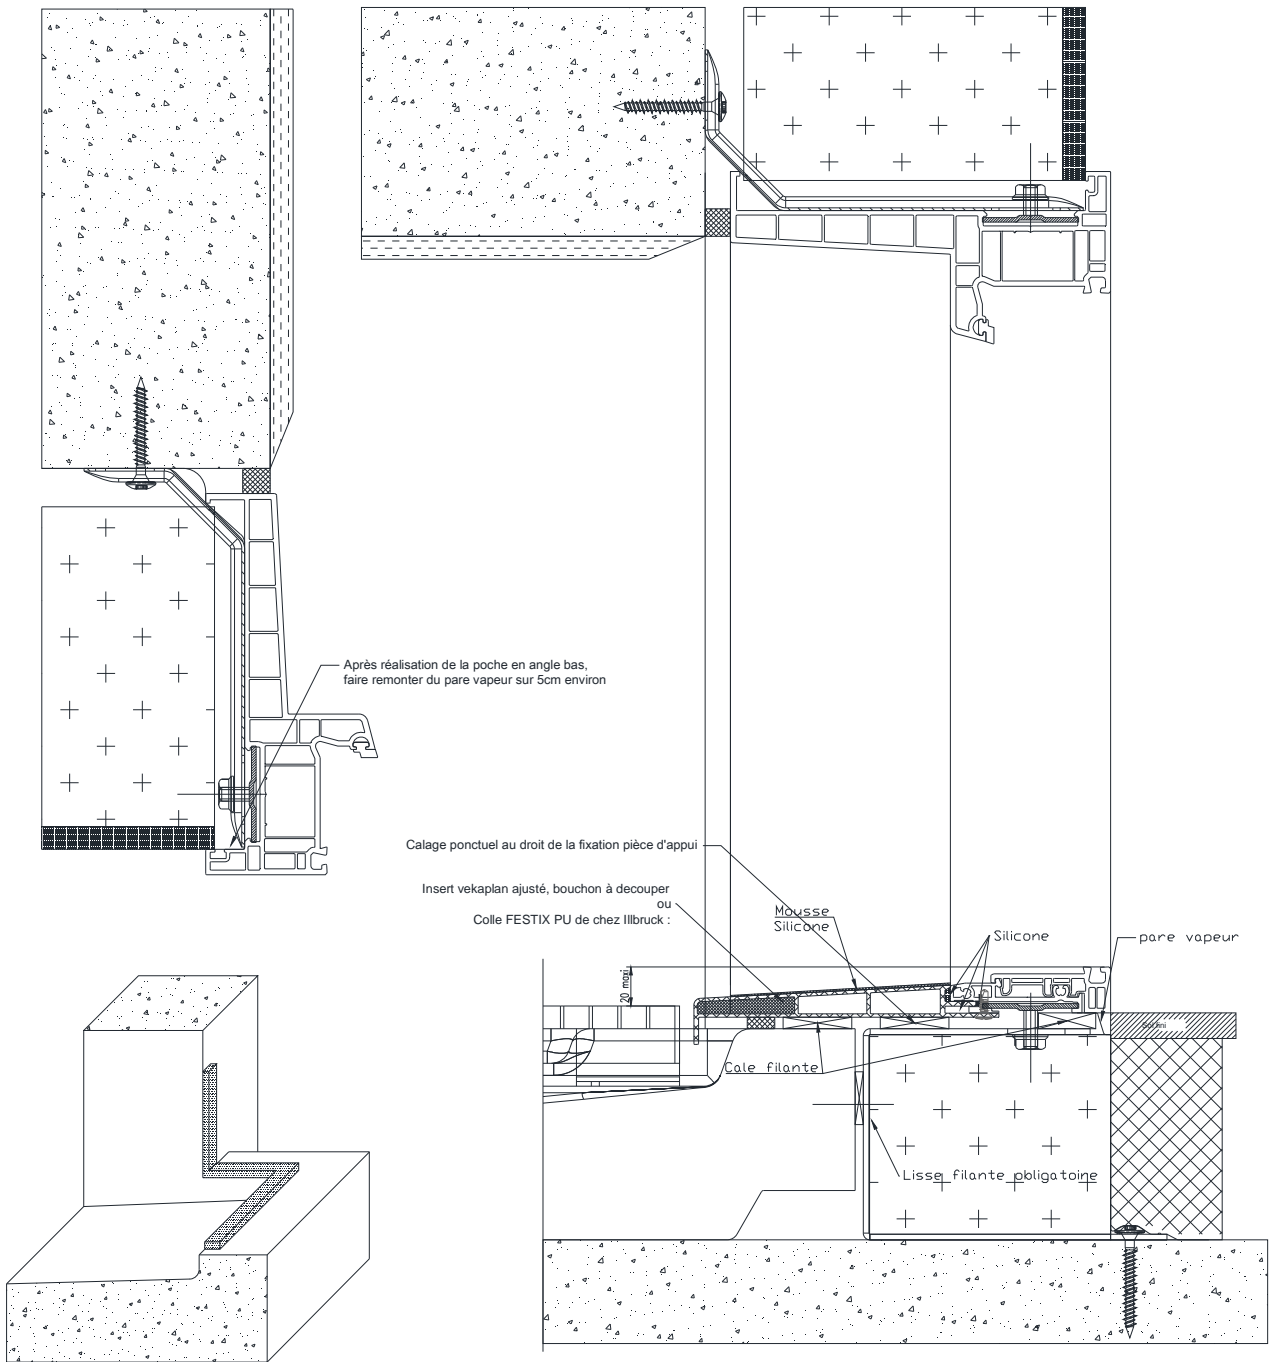 Après réalisation de la poche en angle bas,
faire remonter du pare vapeur sur 5cm environ
Calage ponctuel au droit de la fixation pièce d'appui
Insert vekaplan ajusté, bouchon à decouper
ou
Colle FESTIX PU de chez Illbruck :
Mousse
Silicone
Silicone
pare vapeur
20 maxi
Sol fini
Cale filante
Lisse filante obligatoire